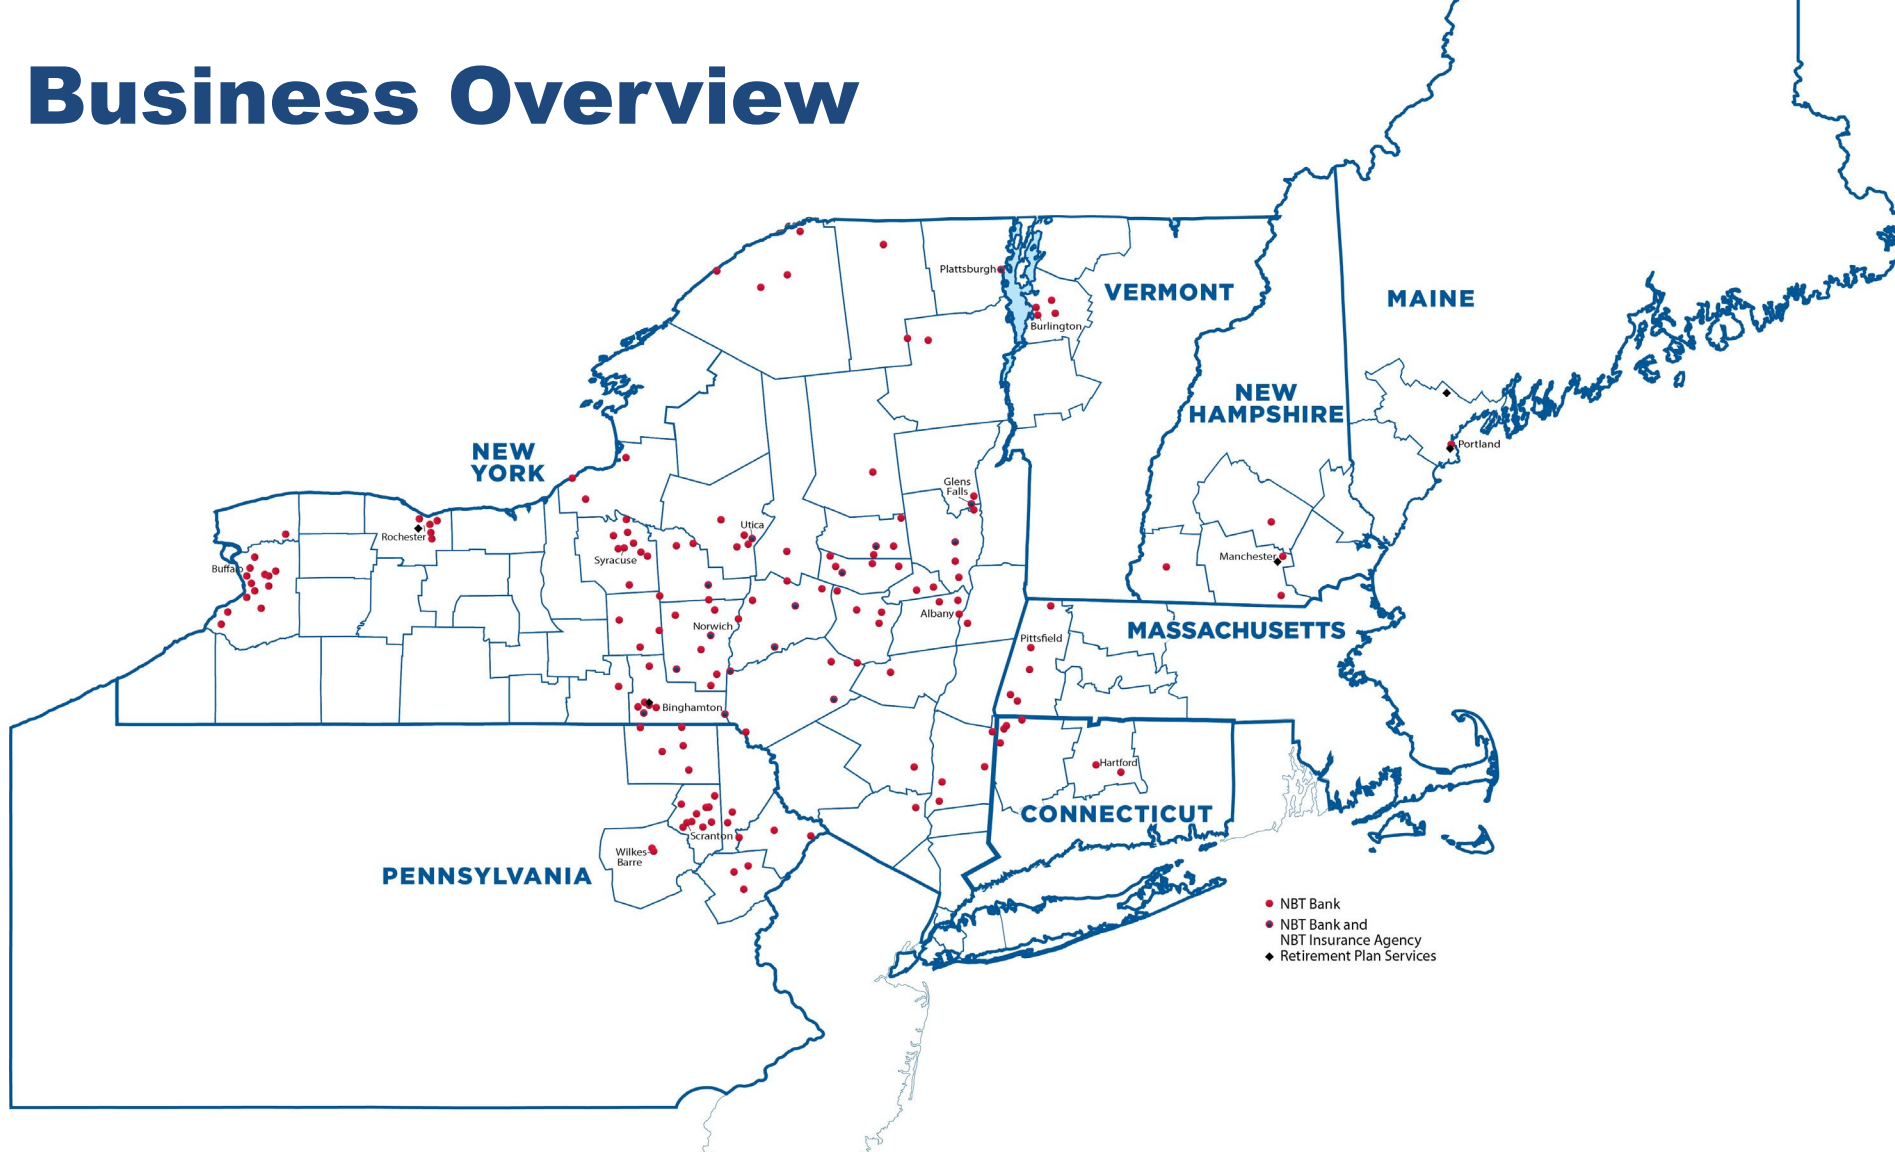 Business Overview
Plattsburgh
VERMONT
MAINE
Burlington
NEW
HAMPSHIRE
NEW
YORK
Portland
Glens
Falls
Utica
Rochester
Syracuse
Manchester
Buffalo
Albany
Norwich
MASSACHUSETTS
Pittsfield
Binghamton
Hartford
CONNECTICUT
Scranton
Wilkes-
Barre
PENNSYLVANIA
NBT Bank
NBT Bank and
NBT Insurance Agency
Retirement Plan Services